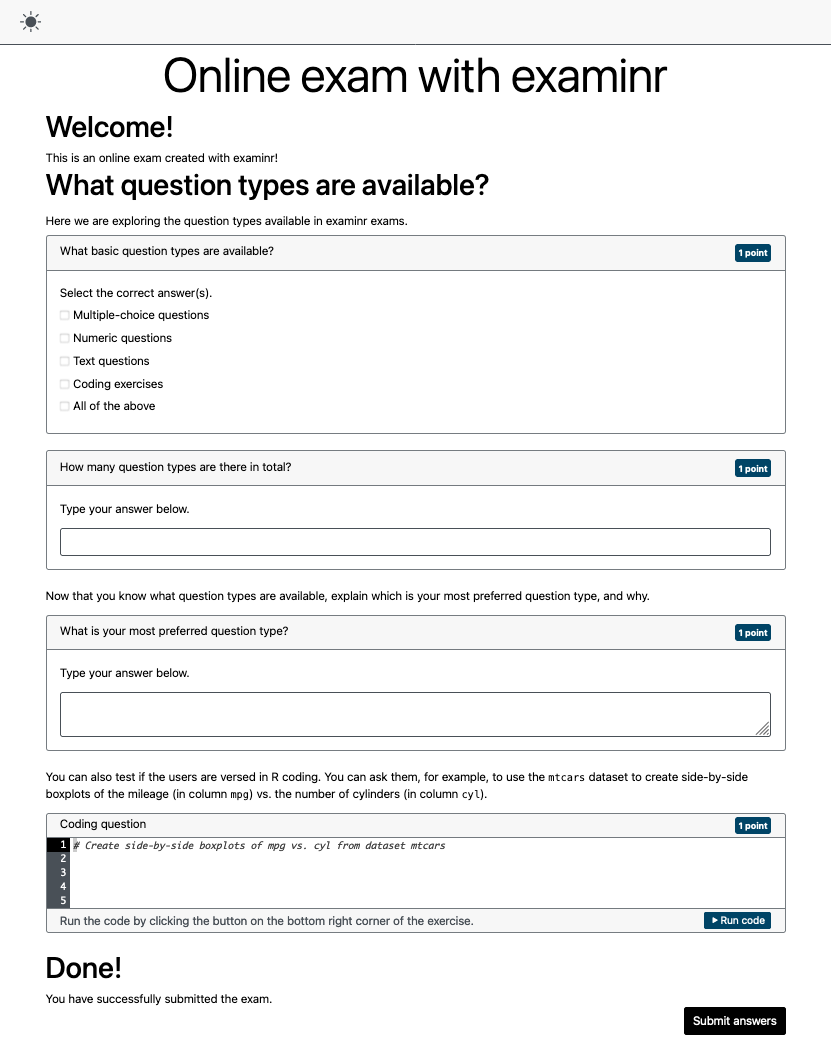 Online exam with examinr
Welcome!
This is an online exam created with examinr!
What question types are available?
Here we are exploring the question types available in examinr exams.
What basic question types are available?
1 point
Select the correct answer(s).
Multiple-choice questions
Numeric questions
Text questions
Coding exercises
All of the above
How many question types are there in total?
1 point
Type your answer below.
Now that you know what question types are available, explain which is your most preferred question type, and why.
What is your most preferred question type?
1 point
Type your answer below.
You can also test if the users are versed in R coding. You can ask them, for example, to use the mtcars dataset to create side-by-side
boxplots of the mileage (in column mpg) vs. the number of cylinders (in column cyl).
Coding question
1 point
1 # Create side-by-side boxplots of mpg vs. cyl from dataset mtcars
2
3
4
5
Run the code by clicking the button on the bottom right corner of the exercise.
Run code
Done!
You have successfully submitted the exam.
Submit answers